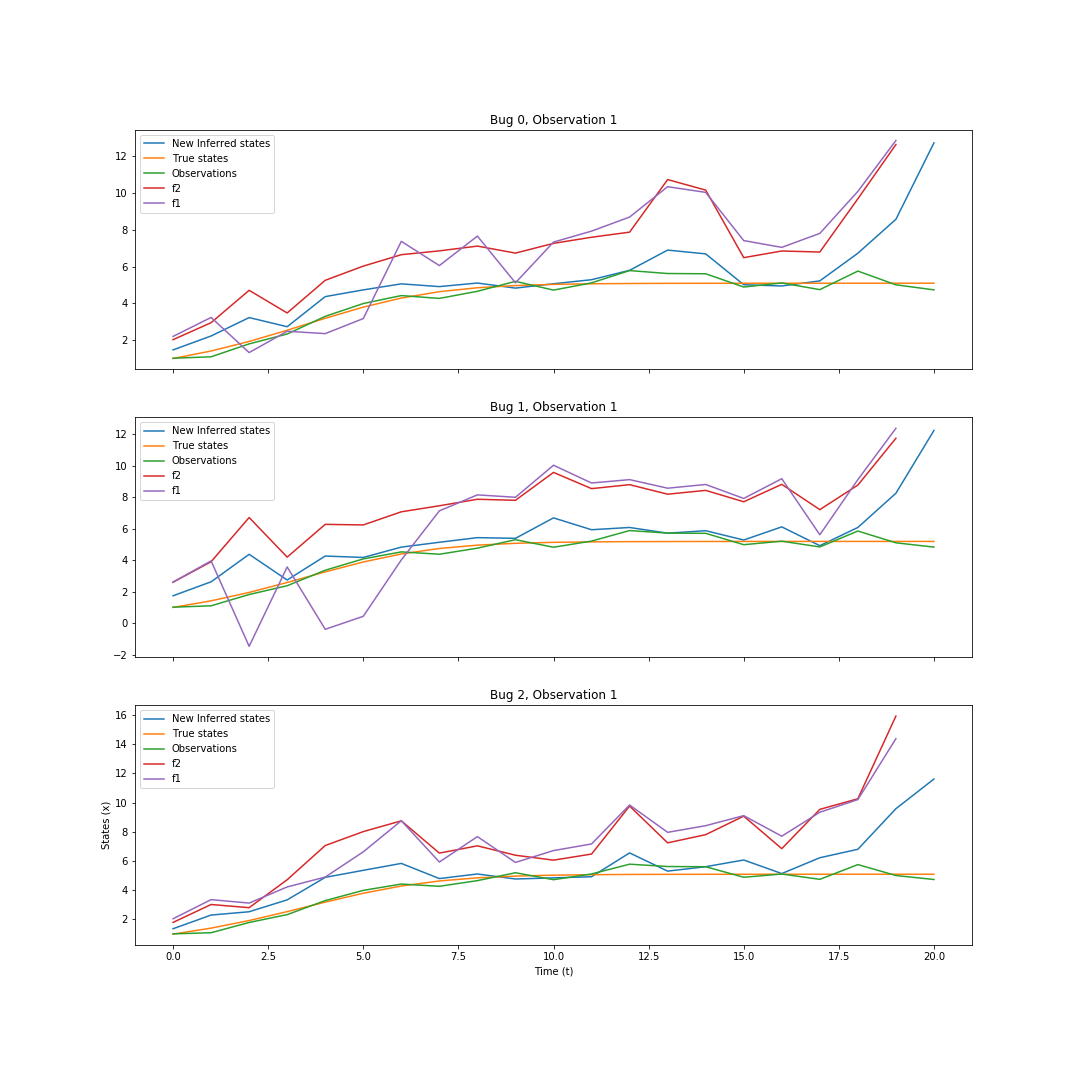 Bug 0, Observation 1
New Inferred states
True states
Observations
f2
f1
12
10
8
6
4
2
Bug 1, Observation 1
New Inferred states
True states
Observations
f2
f1
12
10
8
6
4
2
0
−2
Bug 2, Observation 1
New Inferred states
True states
Observations
f2
f1
16
14
12
10
8
6
4
2
States (x)
0.0 2.5 5.0 7.5 10.0 12.5 15.0 17.5 20.0
Time (t)